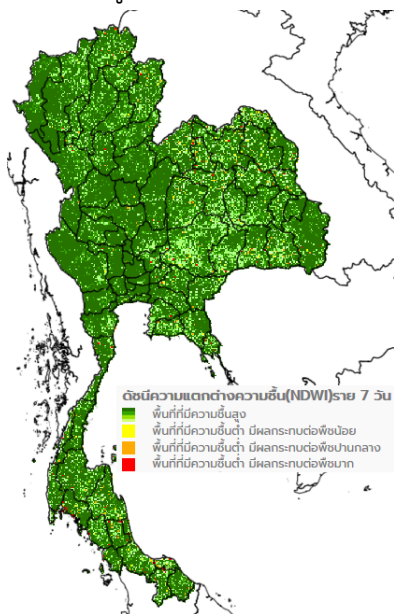 ดัชนีความแตกต่างความชื้น(NDWI)ราย 7 วัน
พื้นที่ที่มีความชื้นสูง
พื้นที่ที่มีความชื้นต่ำ มีผลกระทบต่อพืชน้อย
พื้นที่ที่มีความชื้นต่ำ มีผลกระทบต่อพืชปานกลาง
พื้นที่ที่มีความชื้นต่ำ มีผลกระทบต่อพืชมาก